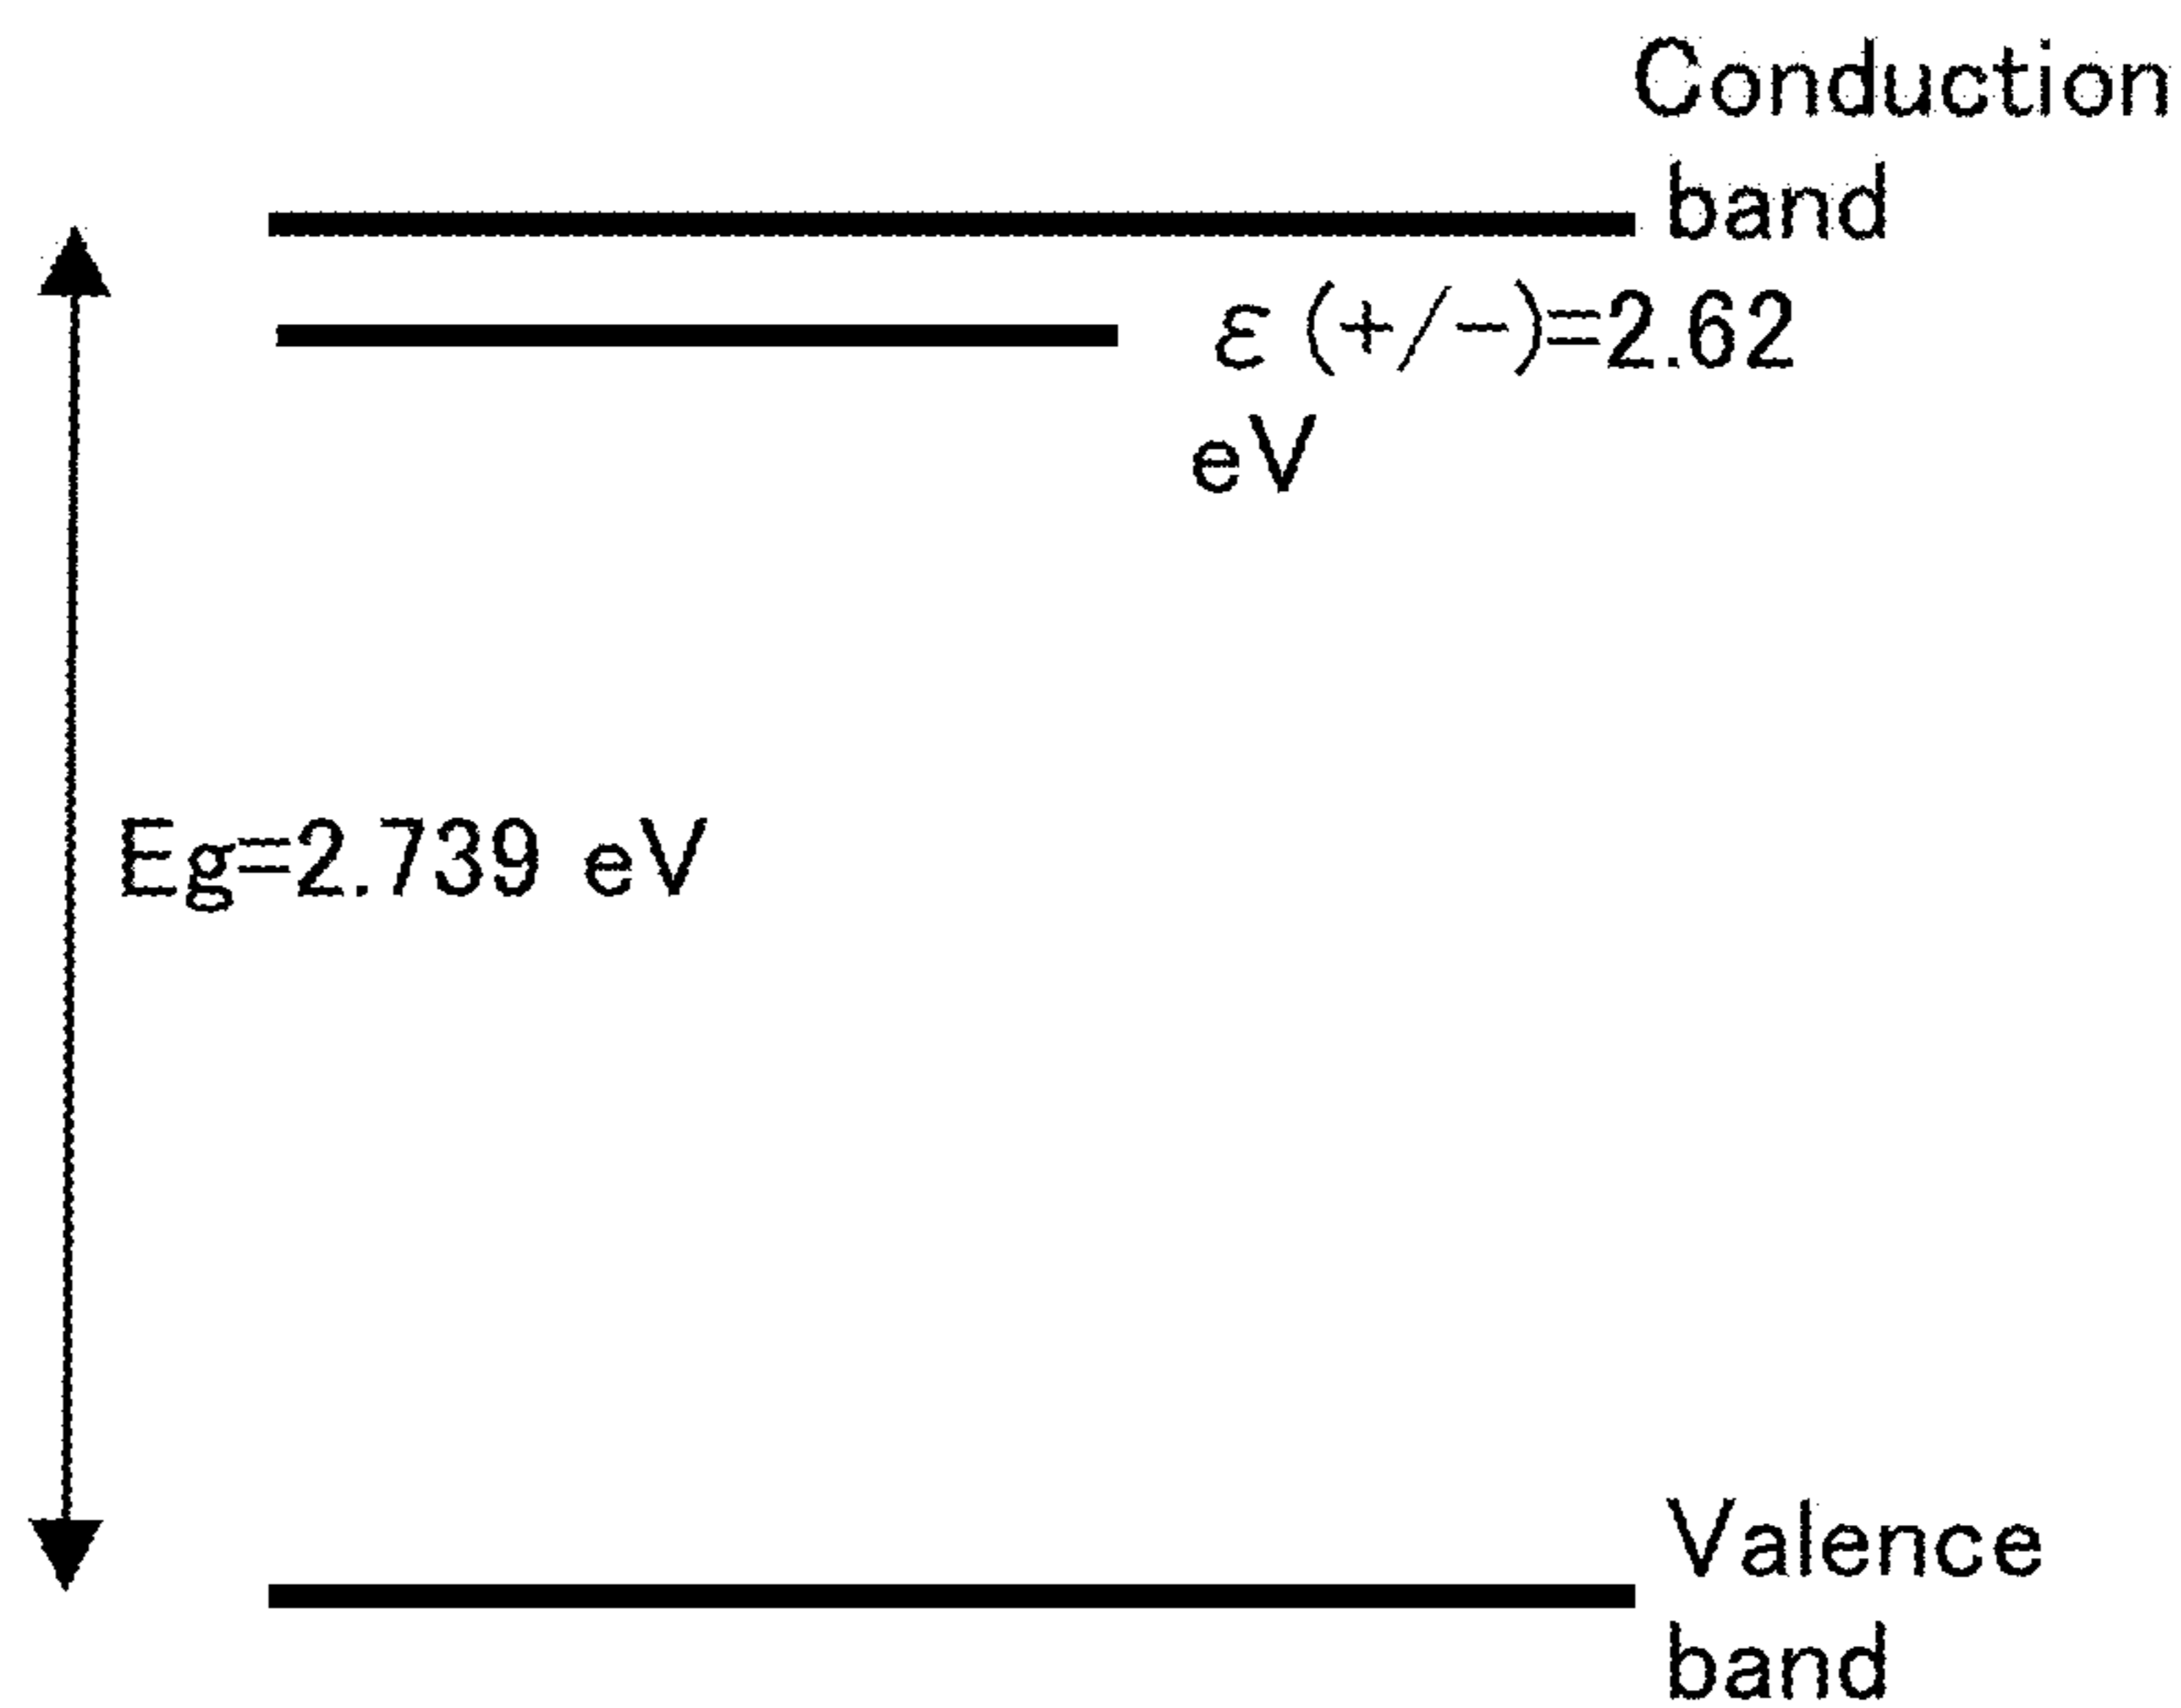 Conduction
band
ε(+/−)=2.62
eV
Eg=2.739 eV
Valence
band